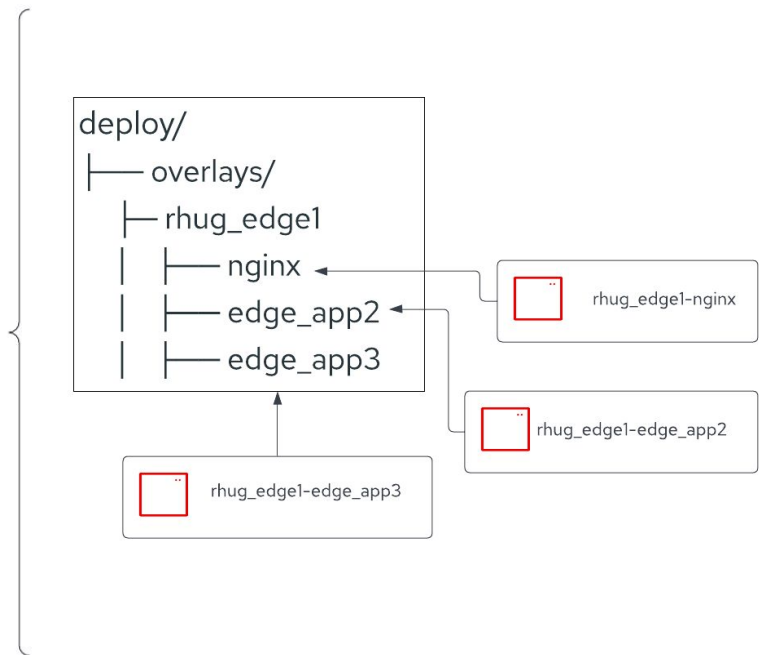 deploy/
├── overlays/
├─ rhug_edge1
│ ├── nginx
│ ├── edge_app2
│ ├── edge_app3
rhug_edge1-nginx
rhug_edge1-edge_app2
rhug_edge1-edge_app3